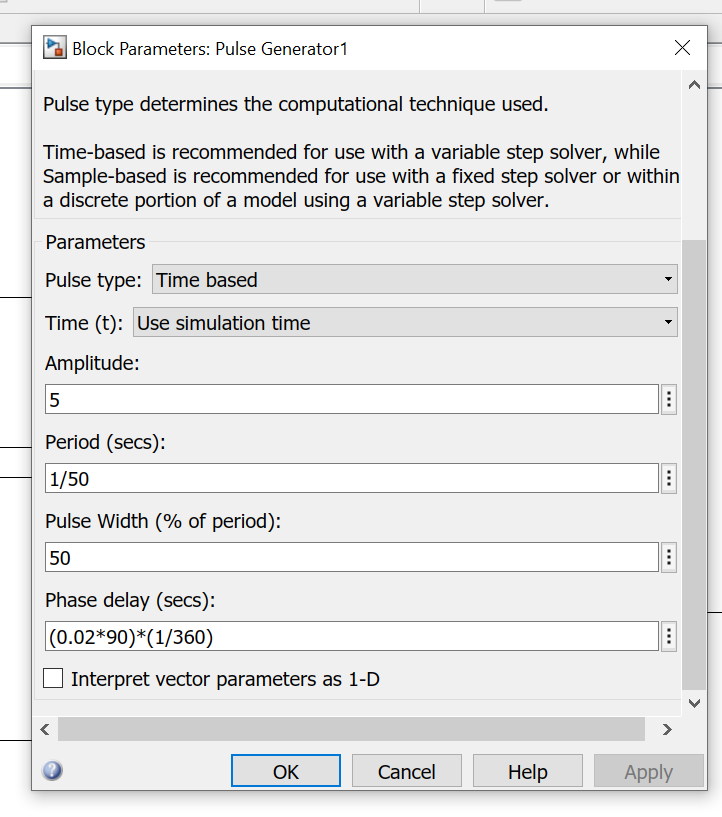 Block Parameters: Pulse Generator1
Pulse type determines the computational technique used.
Time-based is recommended for use with a variable step solver, while
Sample-based is recommended for use with a fixed step solver or within
a discrete portion of a model using a variable step solver.
Parameters
Pulse type: Time based
Time (t): Use simulation time
Amplitude:
5
Period (secs):
1/50
Pulse Width (% of period):
50
Phase delay (secs):
(0.02*90)*(1/360)
Interpret vector parameters as 1-D
OK Cancel Help Apply